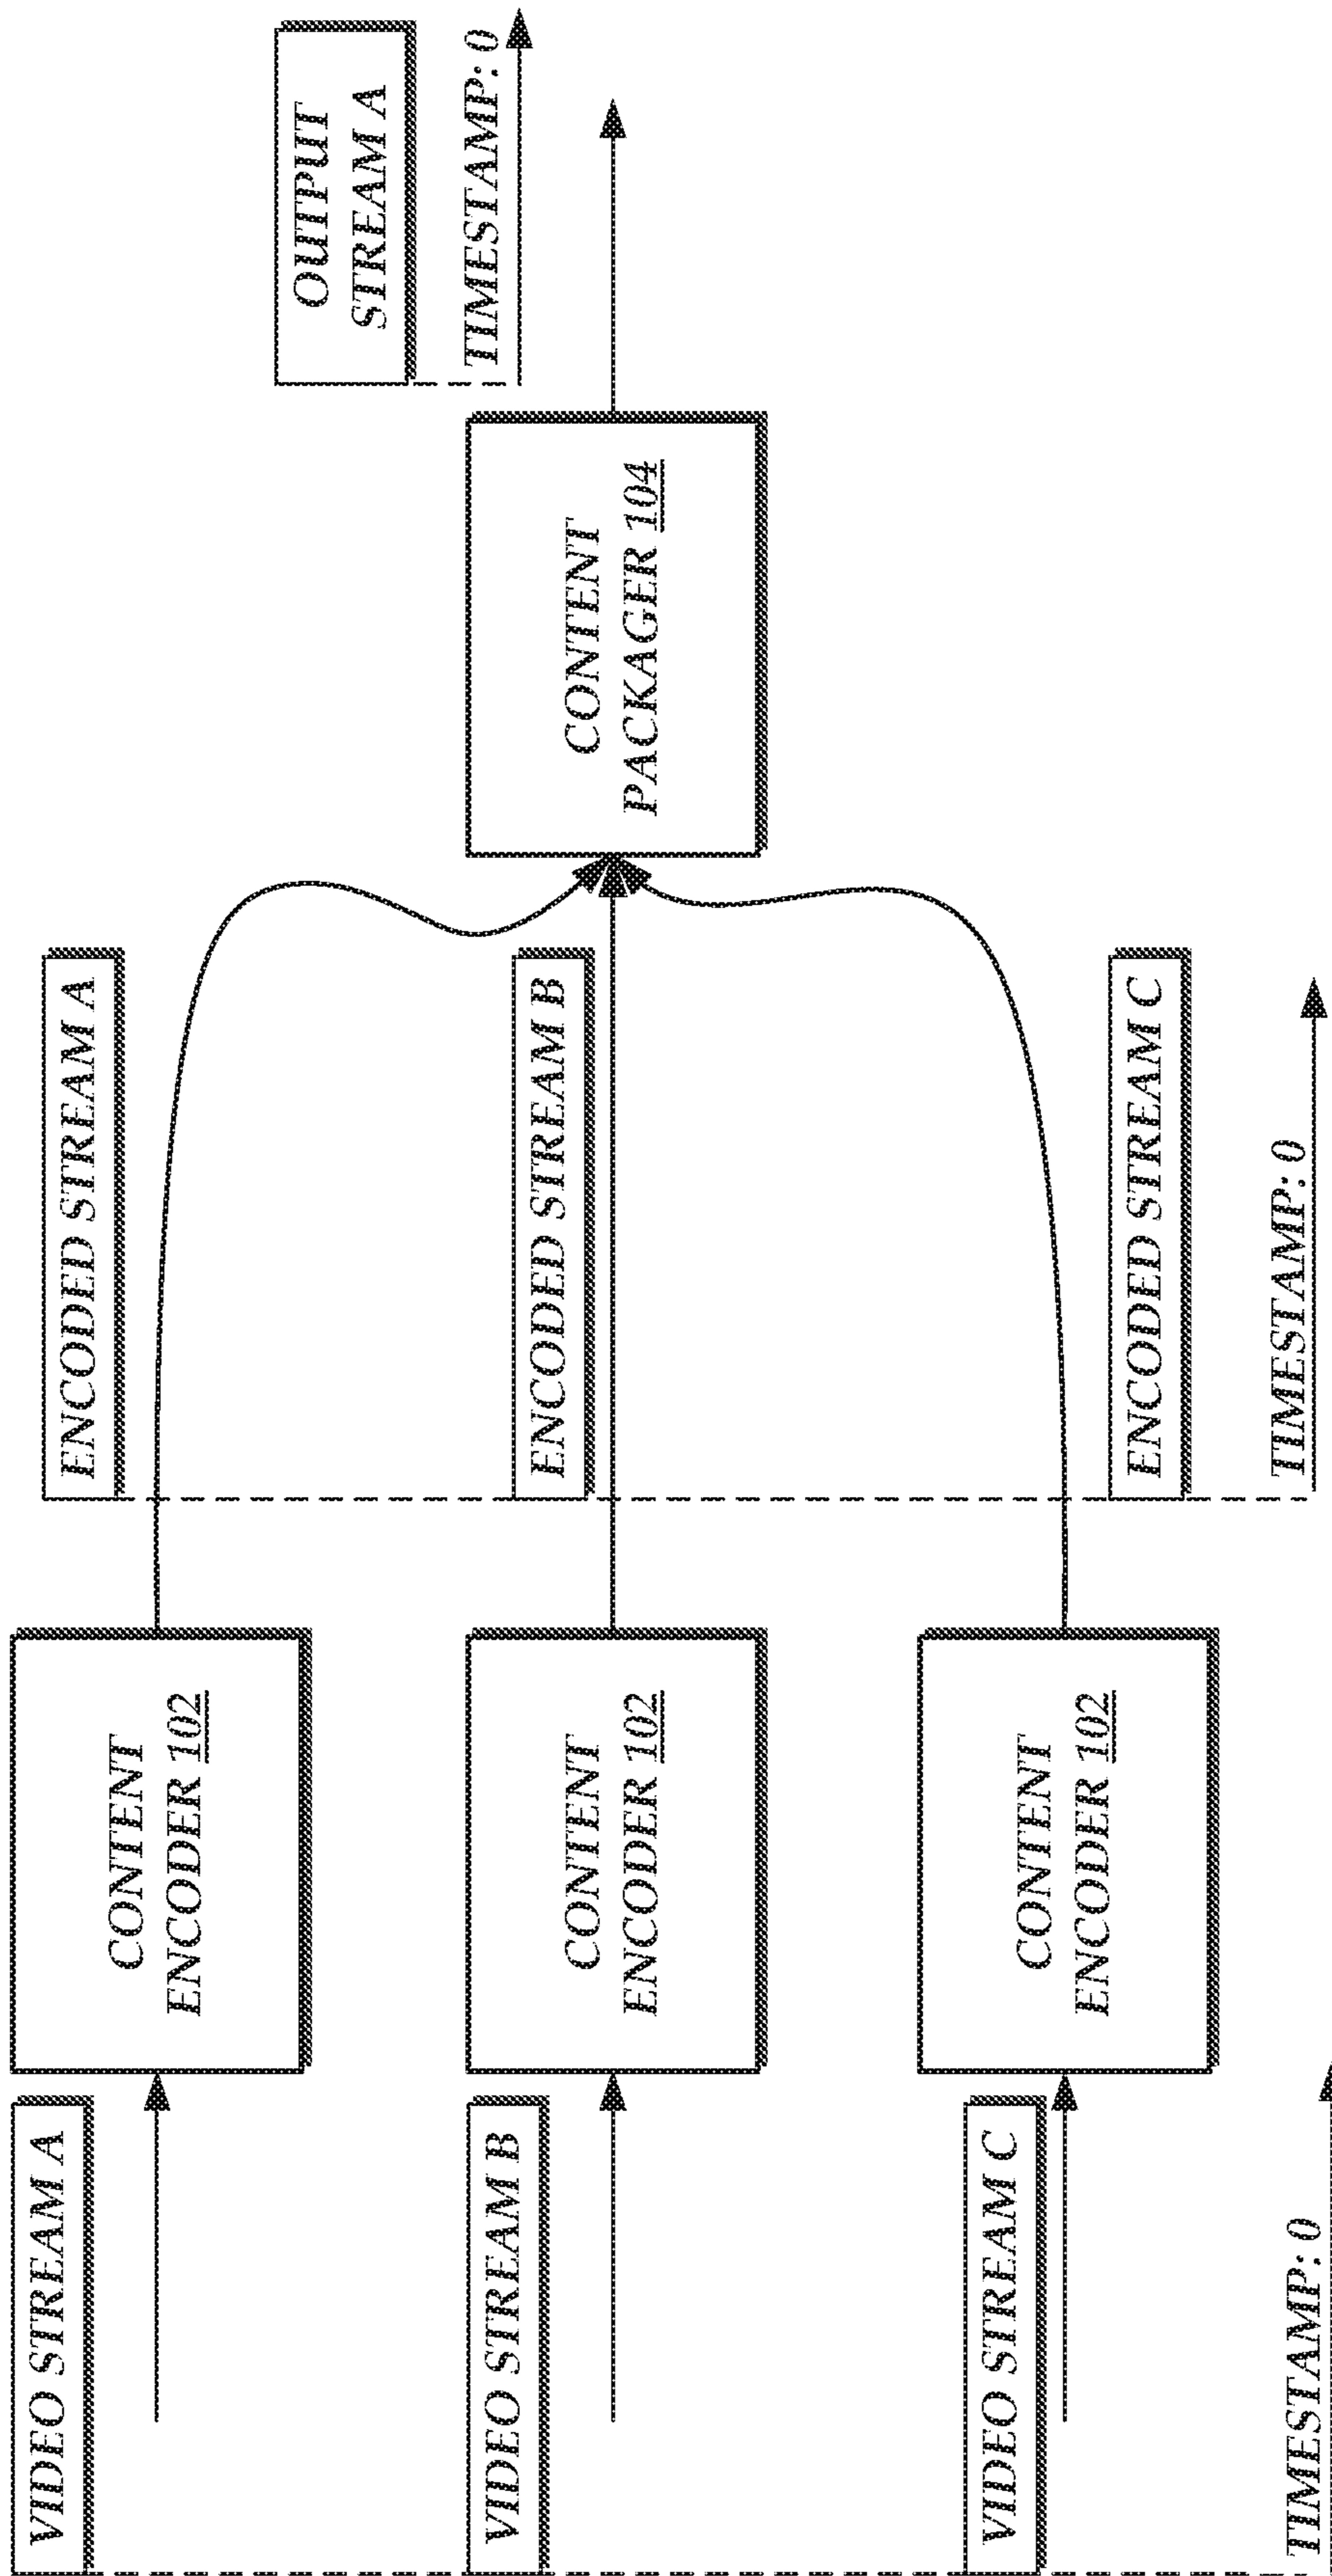 VIDEO STREAM A
CONTENT
ENCODER 102
ENCODED STREAM A
VIDEO STREAM B
CONTENT
ENCODER 102
ENCODED STREAM B
CONTENT
PACKAGER 104
OUTPUT
STREAM A
TIMESTAMP: 0
VIDEO STREAM C
CONTENT
ENCODER 102
ENCODED STREAM C
TIMESTAMP: 0
TIMESTAMP: 0